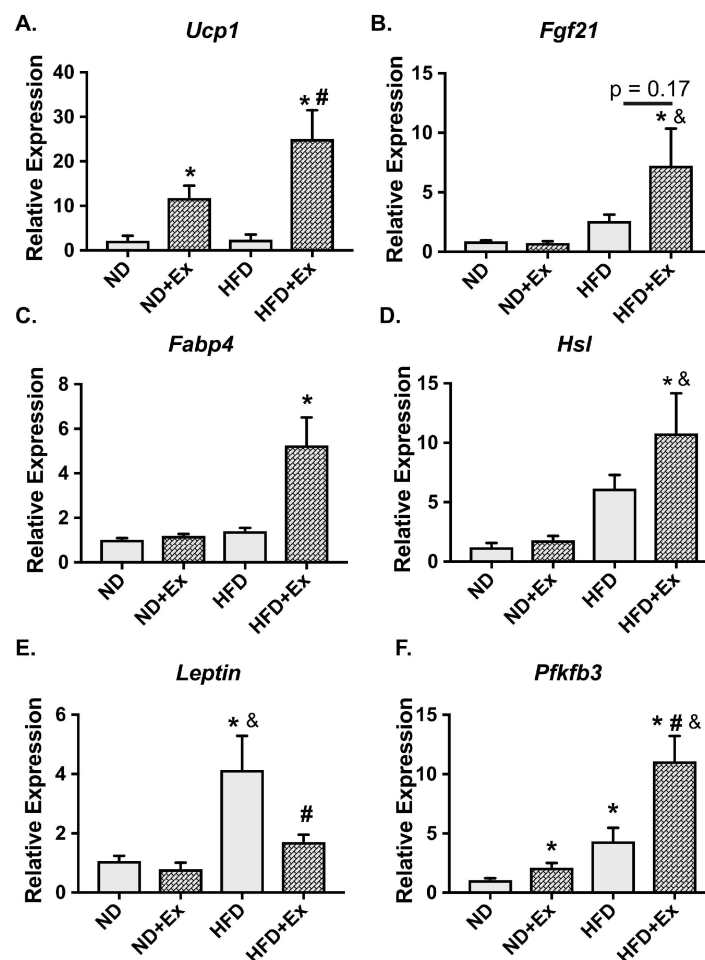 A.
Ucp1
Relative Expression
40
30
20
10
0
* * #
ND
ND+Ex
HFD
HFD+Ex
B.
Fgf21
Relative Expression
15
10
5
0
p = 0.17
* &
ND
ND+Ex
HFD
HFD+Ex
C.
Fabp4
Relative Expression
8
6
4
2
0
*
ND
ND+Ex
HFD
HFD+Ex
D.
Hsl
Relative Expression
15
10
5
0
* &
ND
ND+Ex
HFD
HFD+Ex
E.
Leptin
Relative Expression
6
4
2
0
* &
#
ND
ND+Ex
HFD
HFD+Ex
F.
Pfkfb3
Relative Expression
15
10
5
0
*
*
* # &
ND
ND+Ex
HFD
HFD+Ex